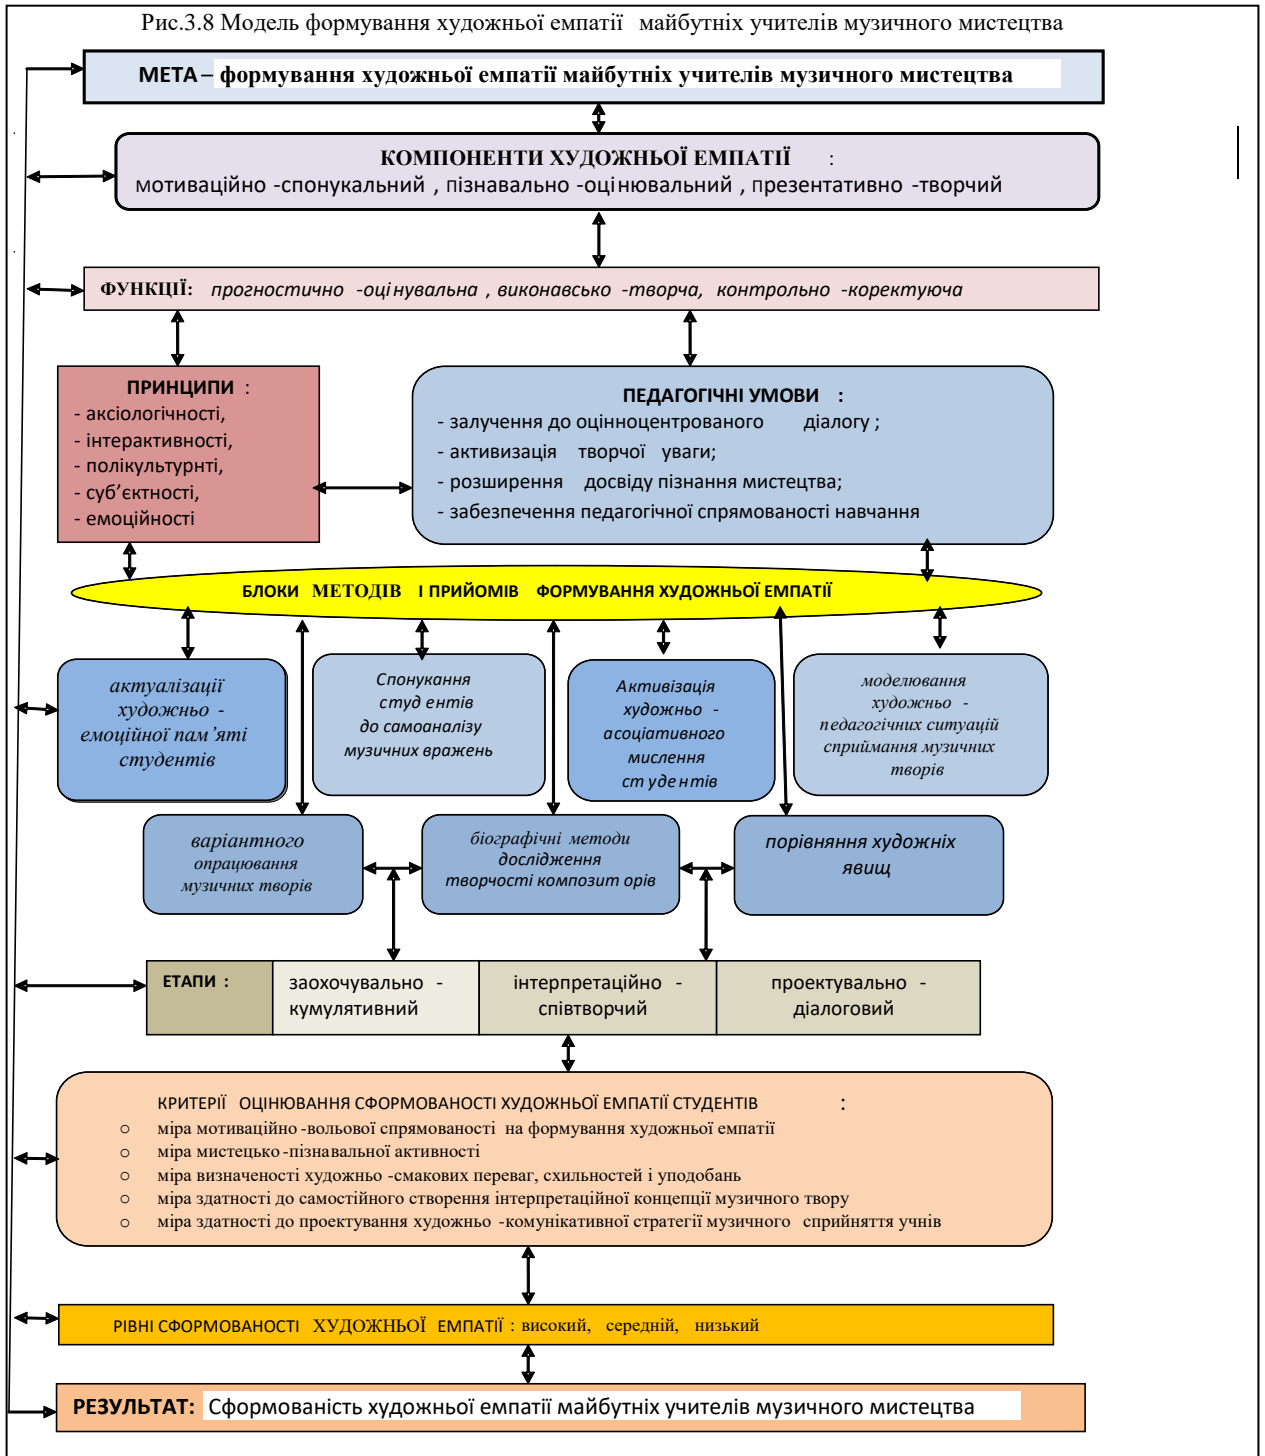 Рис.3.8 Модель формування художньої емпатії майбутніх учителів музичного мистецтва
МЕТА – формування художньої емпатії майбутніх учителів музичного мистецтва
КОМПОНЕНТИ ХУДОЖНЬОЇ ЕМПАТІЇ :
мотиваційно -спонукальний , пізнавально -оцінювальний , презентативно -творчий
ФУНКЦІЇ: прогностично -оцінувальна , виконавсько -творча, контрольно -коректуюча
ПРИНЦИПИ :
- аксіологічності,
- інтерактивності,
- полікультурнті,
- суб’єктності,
- емоційності
ПЕДАГОГІЧНІ УМОВИ :
- залучення до оцінноцентрованого діалогу ;
- активизація творчої уваги;
- розширення досвіду пізнання мистецтва;
- забезпечення педагогічної спрямованості навчання
БЛОКИ МЕТОДІВ І ПРИЙОМІВ ФОРМУВАННЯ ХУДОЖНЬОЇ ЕМПАТІЇ
актуалізації
художньо -
емоційної пам’яті
студентів
Спонукання
студ ентів
до самоаналізу
музичних вражень
Активізація
художньо -
асоціативного
мислення
ст уде нтів
моделювання
художньо -
педагогічних ситуацій
сприймання музичних
творів
варіантного
опрацювання
музичних творів
біографічні методи
дослідження
творчості композит орів
порівняння художніх
явищ
ЕТАПИ :
заохочувально -
кумулятивний
інтерпретаційно -
співтворчий
проектувально -
діалоговий
КРИТЕРІЇ ОЦІНЮВАННЯ СФОРМОВАНОСТІ ХУДОЖНЬОЇ ЕМПАТІЇ СТУДЕНТІВ :
o міра мотиваційно -вольової спрямованості на формування художньої емпатії
o міра мистецько -пізнавальної активності
o міра визначеності художньо -смакових переваг, схильностей і уподобань
o міра здатності до самостійного створення інтерпретаційної концепції музичного твору
o міра здатності до проектування художньо -комунікативної стратегії музичного сприйняття учнів
РІВНІ СФОРМОВАНОСТІ ХУДОЖНЬОЇ ЕМПАТІЇ : високий, середній, низький
РЕЗУЛЬТАТ: Сформованість художньої емпатії майбутніх учителів музичного мистецтва